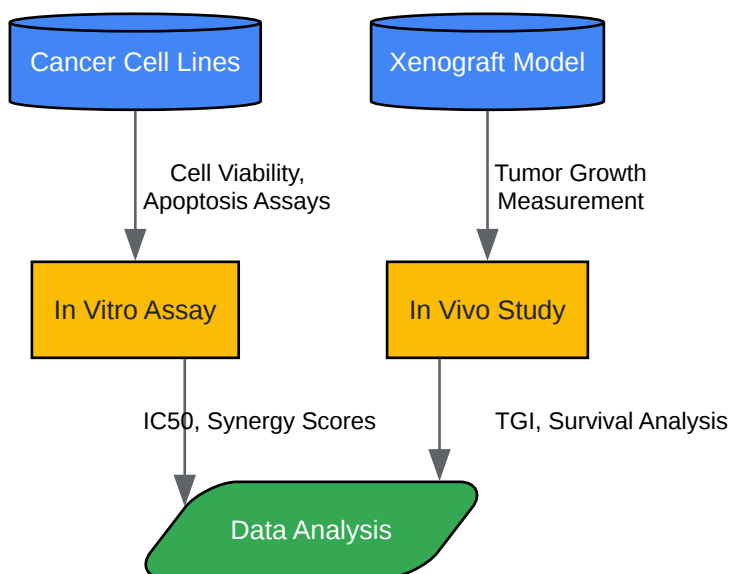 Cancer Cell Lines
Xenograft Model
Cell Viability,
Apoptosis Assays
Tumor Growth
Measurement
In Vitro Assay
In Vivo Study
IC50, Synergy Scores
TGI, Survival Analysis
Data Analysis